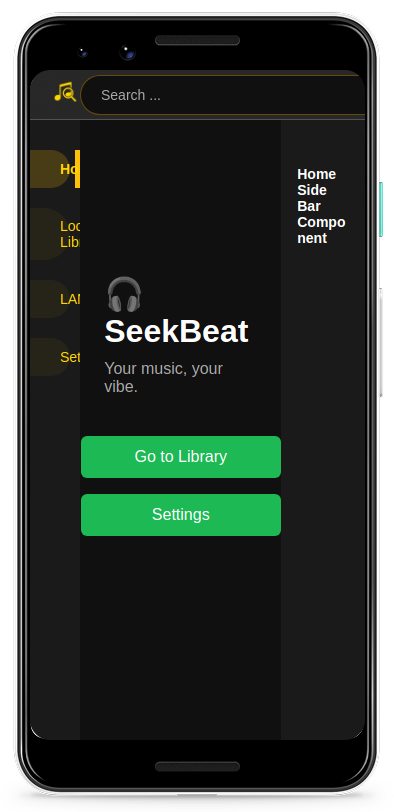 Search ...
Ho
Loc
Libr
LAN
Set
🎧
SeekBeat
Your music, your
vibe.
Go to Library
Settings
Home
Side
Bar
Compo
nent